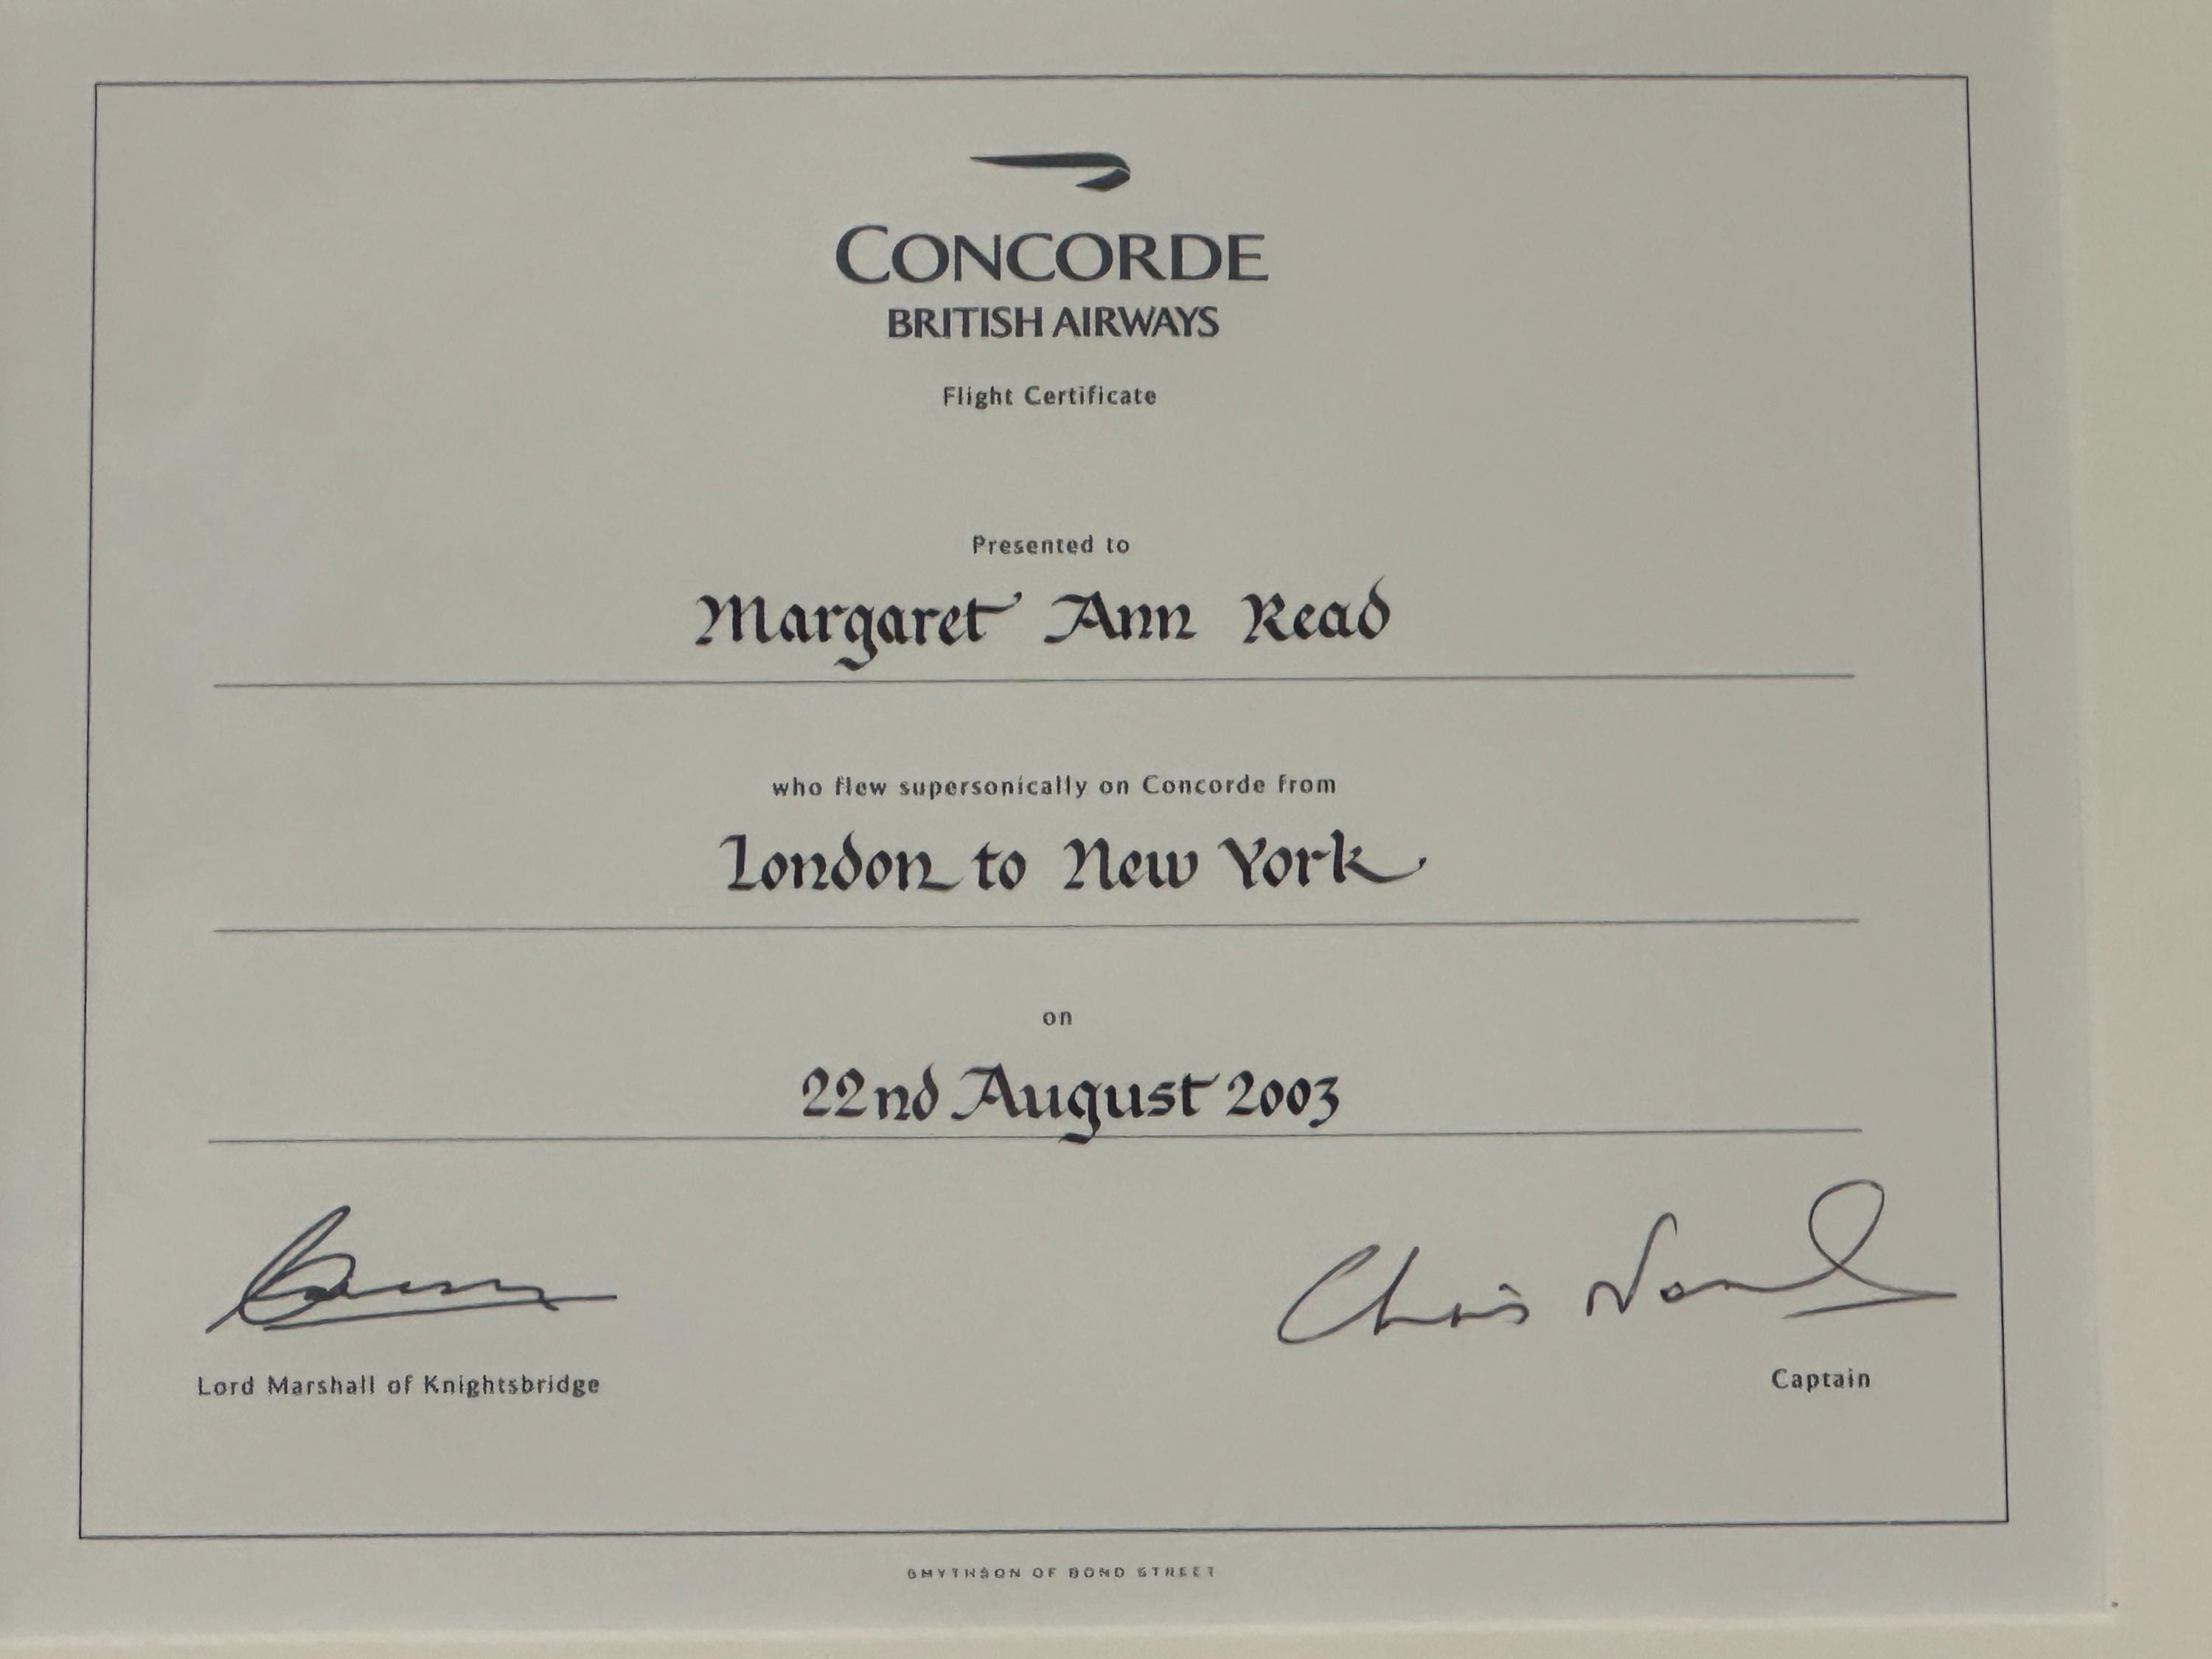 CONCORDE
BRITISH AIRWAYS
Flight Certificate
Presented to
Margaret Ann Read
who flew supersonically on Concorde from
London to New York
on
22nd August 2003
Chris
Lord Marshall of Knightsbridge
Captain
SMYTHSON OF BOND STREET